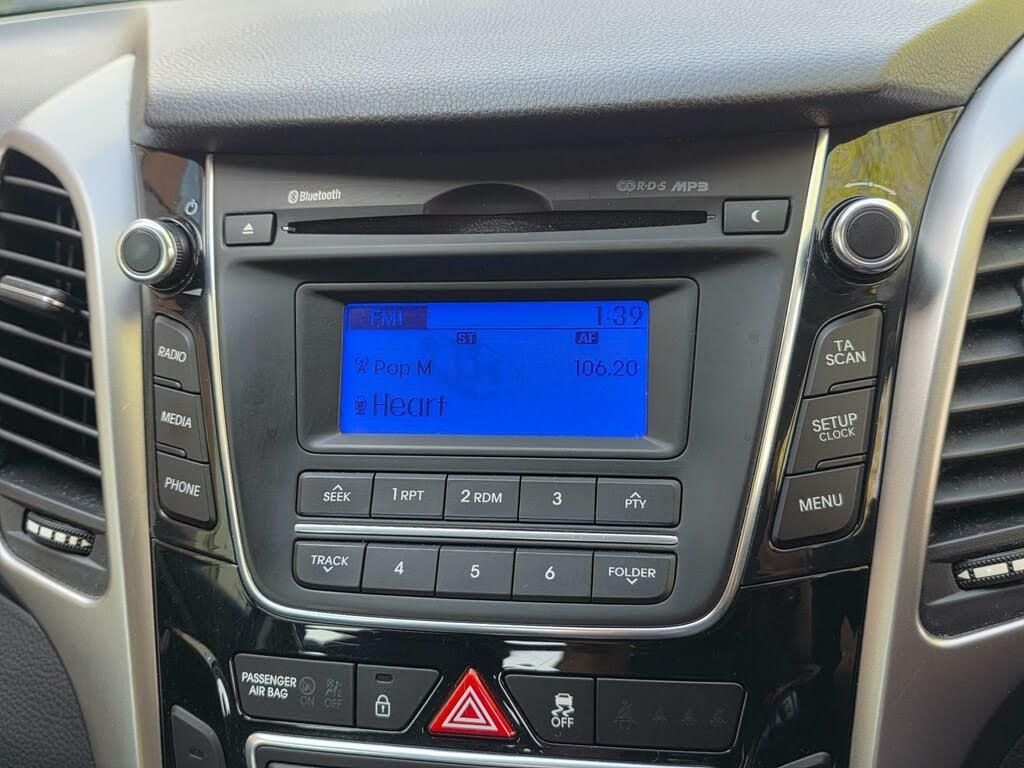 Bluetooth
R·D·S MP3
FM1 1:39
ST AF
Pop M 106.20
Heart
RADIO
MEDIA
PHONE
TA
SCAN
SETUP
CLOCK
MENU
SEEK 1 RPT 2 RDM 3 PTY
TRACK 4 5 6 FOLDER
PASSENGER
AIR BAG
ON OFF
OFF